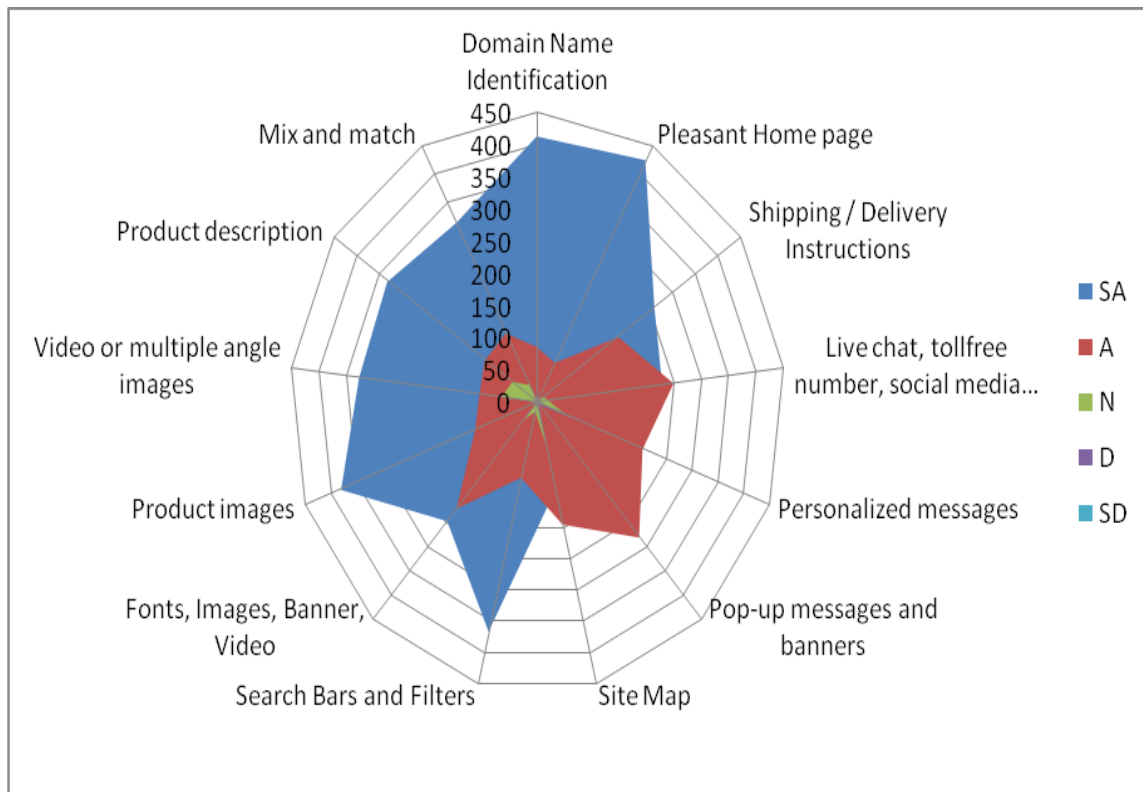 Domain Name
Identification
450
400
350
300
250
200
150
100
50
0
Pleasant Home page
Shipping / Delivery
Instructions
Live chat, tollfree
number, social media...
Personalized messages
Pop-up messages and
banners
Site Map
Search Bars and Filters
Fonts, Images, Banner,
Video
Product images
Video or multiple angle
images
Product description
Mix and match
SA
A
N
D
SD